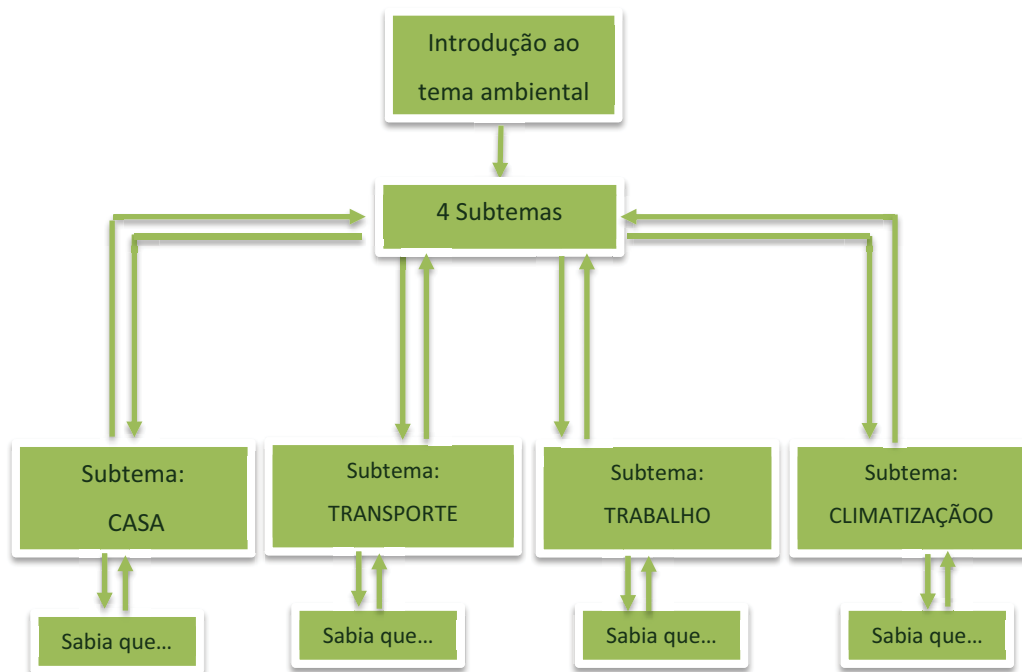 Introdução ao
tema ambiental
4 Subtemas
Subtema:
CASA
Subtema:
TRANSPORTE
Subtema:
TRABALHO
Subtema:
CLIMATIZAÇÃOO
Sabia que...
Sabia que...
Sabia que...
Sabia que...